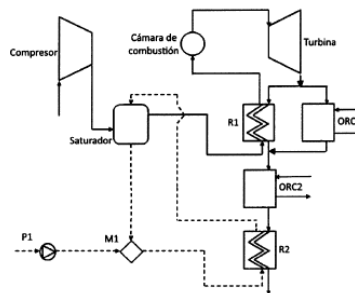 Compresor
Cámara de
combustión
Turbina
Saturador
R1
ORC
ORC2
P1
M1
R2